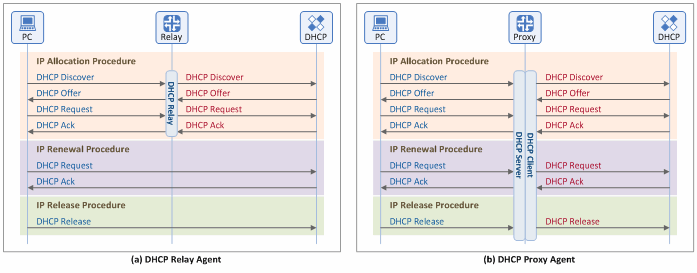 PC Relay DHCP
IP Allocation Procedure
DHCP Discover DHCP Discover
DHCP Offer DHCP Offer
DHCP Request DHCP Request
DHCP Ack DHCP Ack
DHCP Relay
IP Renewal Procedure
DHCP Request
DHCP Ack
IP Release Procedure
DHCP Release
(a) DHCP Relay Agent
PC Proxy DHCP
IP Allocation Procedure
DHCP Discover DHCP Discover
DHCP Offer DHCP Offer
DHCP Request DHCP Request
DHCP Ack DHCP Ack
DHCP Server
DHCP Client
IP Renewal Procedure
DHCP Request DHCP Request
DHCP Ack DHCP Ack
IP Release Procedure
DHCP Release DHCP Release
(b) DHCP Proxy Agent